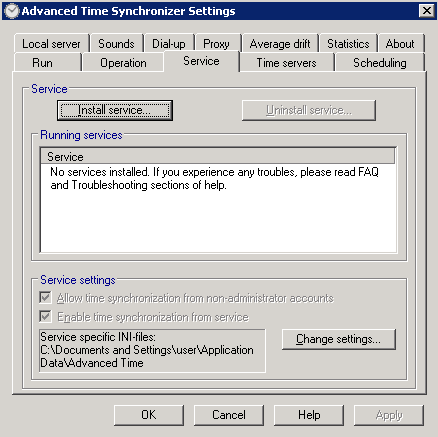 Advanced Time Synchronizer Settings
Local server Sounds Dial-up Proxy Average drift Statistics About
Run Operation Service Time servers Scheduling
Service
Install service... Uninstall service...
Running services
Service
No services installed. If you experience any troubles, please read FAQ
and Troubleshooting sections of help.
Service settings
Allow time synchronization from non-administrator accounts
Enable time synchronization from service
Service specific INI-files:
C:\Documents and Settings\user\Application
Data\Advanced Time
Change settings...
OK Cancel Help Apply